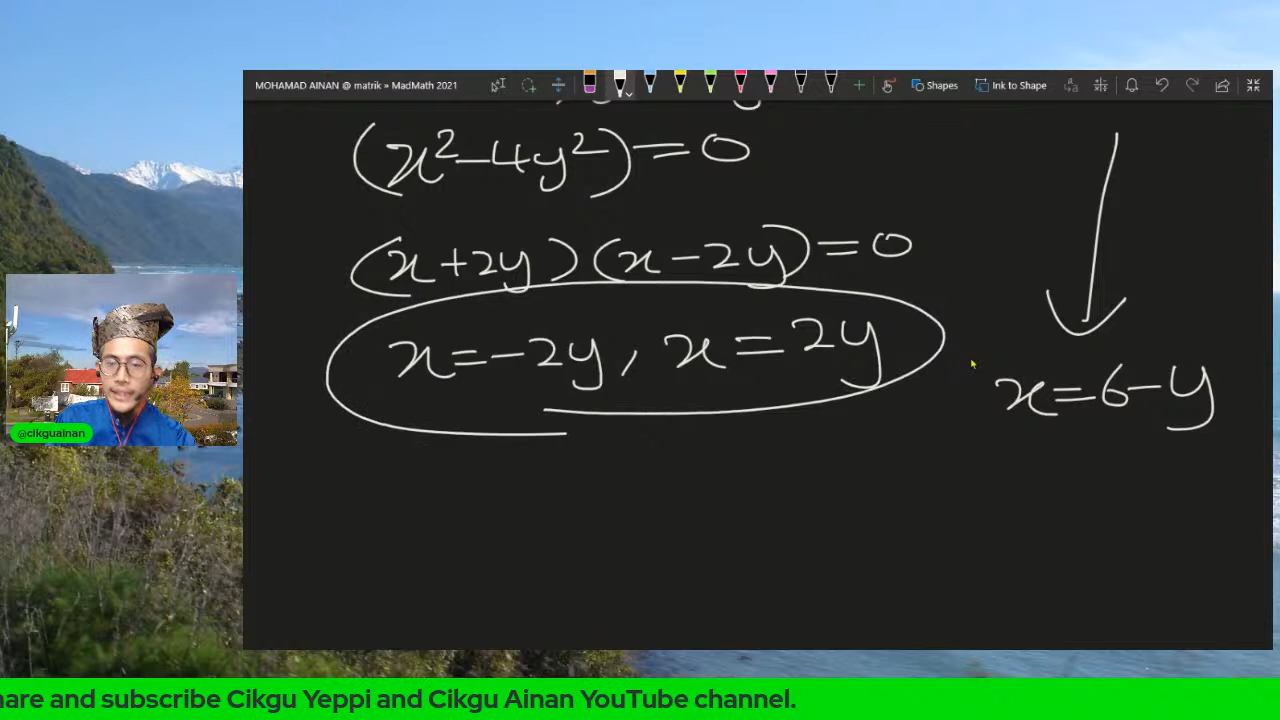 MOHAMAD AINAN @ matrik » MadMath 2021
Shapes
Ink to Shape
(x²-4y²)=0
(x+2y)(x-2y)=0
x=-2y, x=2y
x=6-y
@cikguainan
hare and subscribe Cikgu Yeppi and Cikgu Ainan YouTube channel.